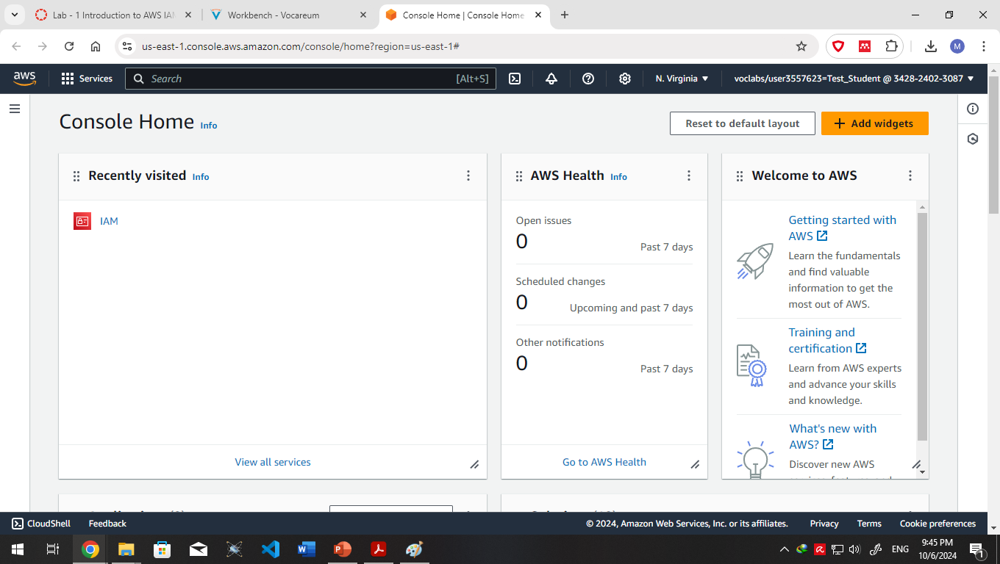 Lab - 1 Introduction to AWS IAM
Workbench - Vocareum
Console Home | Console Home
us-east-1.console.aws.amazon.com/console/home?region=us-east-1#
M
aws
Services
Search
[Alt+S]
N. Virginia
voclabs/user3557623=Test_Student @ 3428-2402-3087
Console Home Info
Reset to default layout
Add widgets
Recently visited Info
IAM
View all services
AWS Health Info
Open issues
0
Past 7 days
Scheduled changes
0
Upcoming and past 7 days
Other notifications
0
Past 7 days
Go to AWS Health
Welcome to AWS
Getting started with
AWS
Learn the fundamentals
and find valuable
information to get the
most out of AWS.
Training and
certification
Learn from AWS experts
and advance your skills
and knowledge.
What's new with
AWS?
Discover new AWS
CloudShell
Feedback
© 2024, Amazon Web Services, Inc. or its affiliates.
Privacy
Terms
Cookie preferences
ENG
9:45 PM
10/6/2024
1